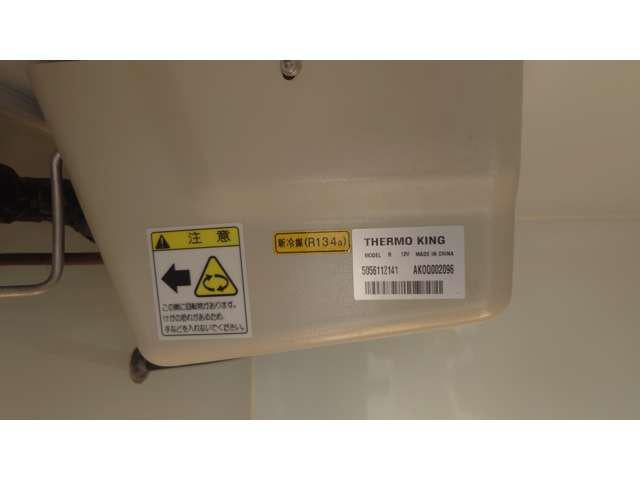 注意
この奥に回転物があります。
けがの恐れがあるため、
手などを入れないでください。
新冷媒(R134a)
THERMO KING
MODEL R 12V MADE IN CHINA
5056112141 AK0Q002096